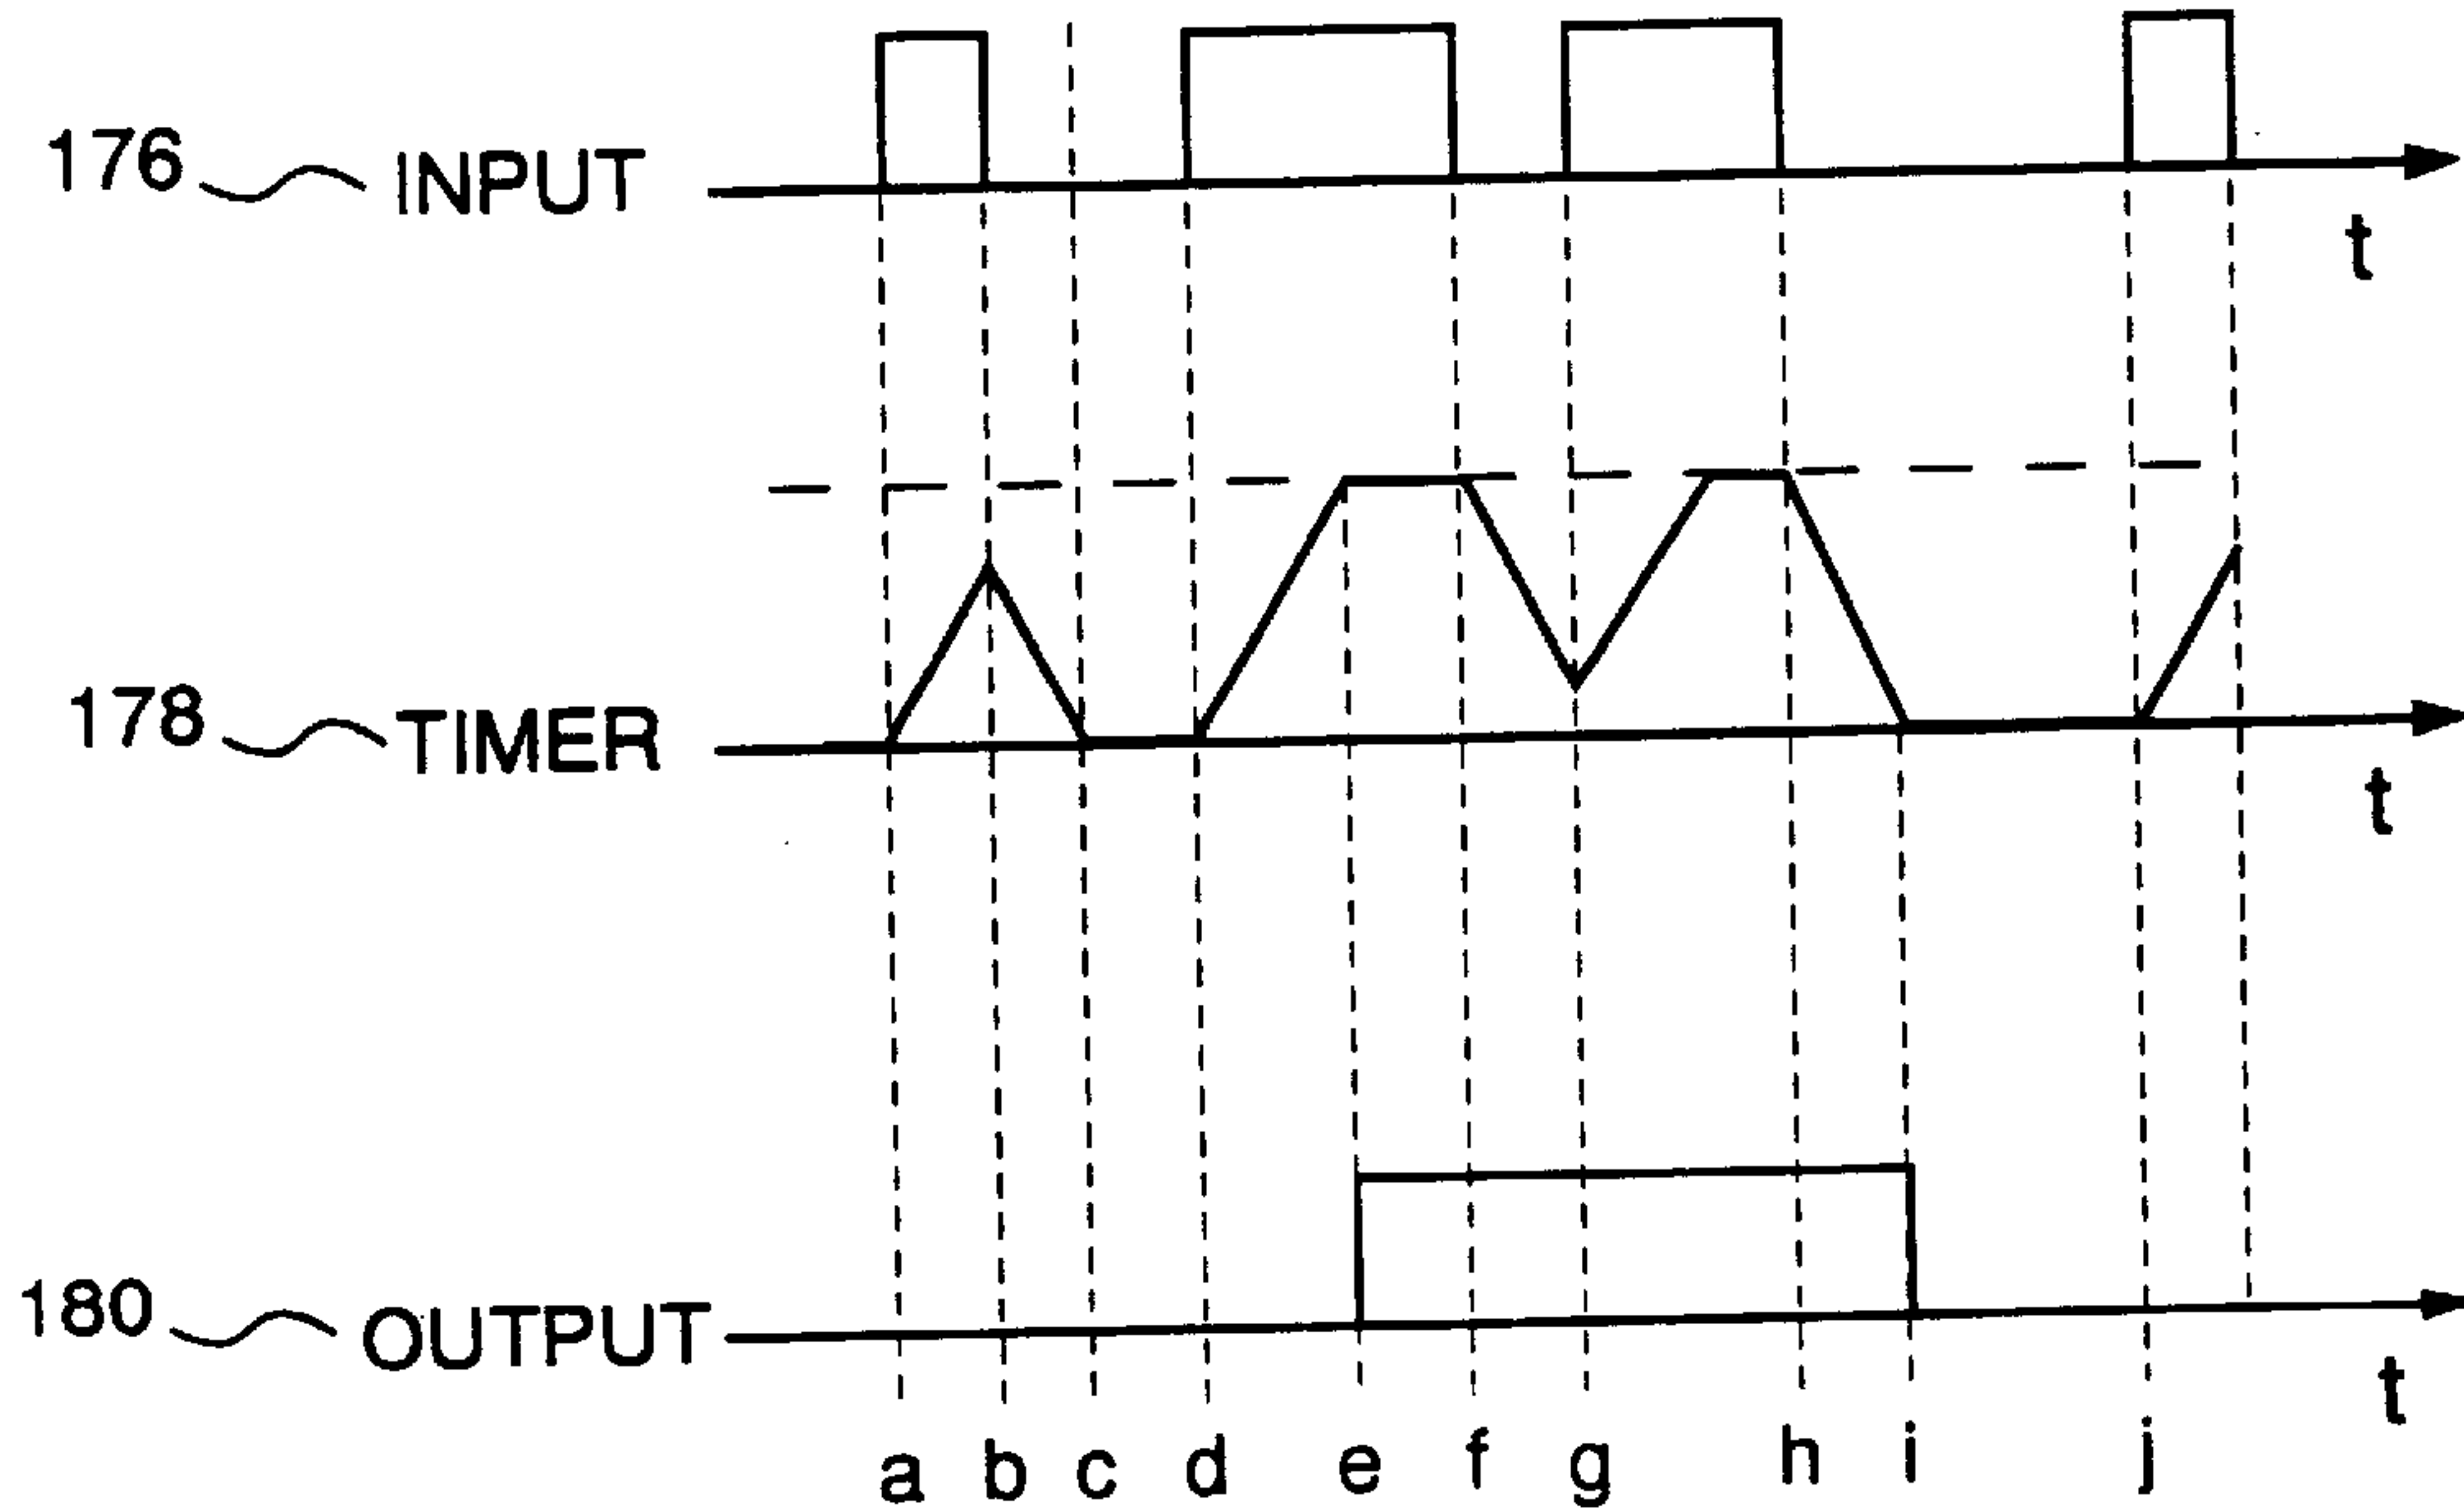 176 INPUT
t
178 TIMER
t
180 OUTPUT
t
a b c d e f g h i j